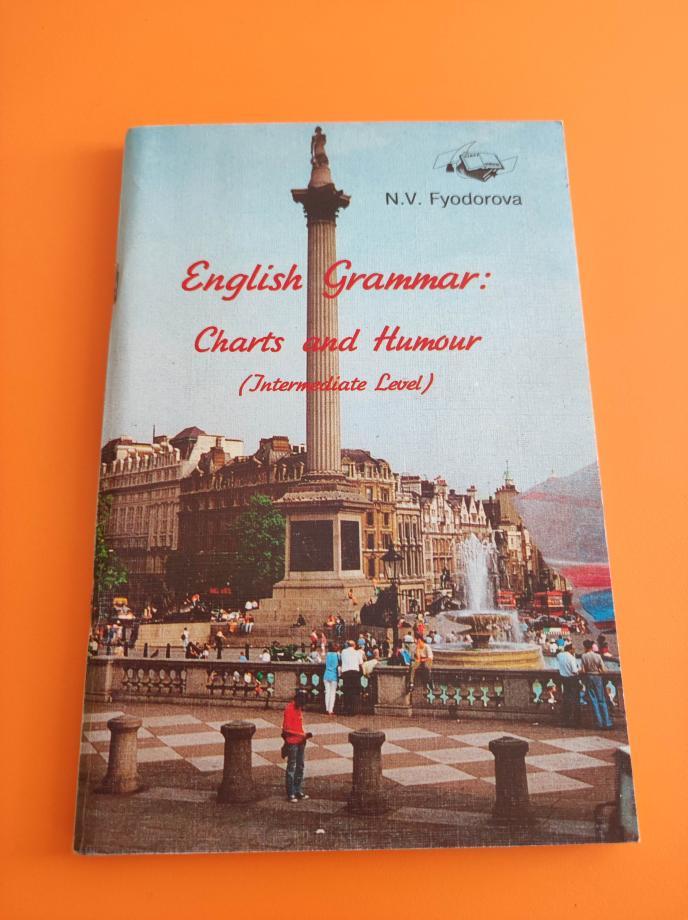 N.V. Fyodorova
English Grammar:
Charts and Humour
(Intermediate Level)